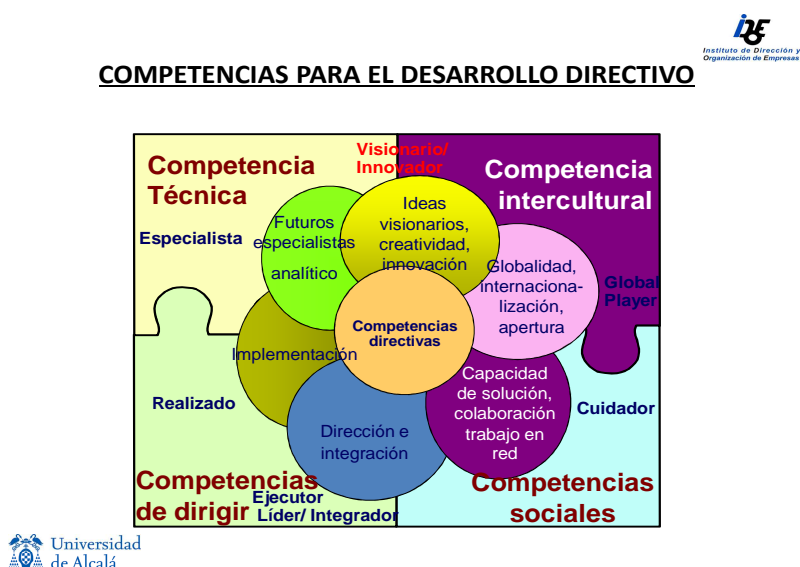 ide
Instituto de Dirección y
Organización de Empresas
COMPETENCIAS PARA EL DESARROLLO DIRECTIVO
Competencia
Técnica
Visionario/
Innovador
Competencia
intercultural
Especialista
Futuros
especialistas
analítico
Ideas
visionarios,
creatividad,
innovación
Globalidad,
internaciona-
lización,
apertura
Global
Player
Competencias
directivas
Implementación
Realizado
Capacidad
de solución,
colaboración
trabajo en
red
Cuidador
Dirección e
integración
Competencias
de dirigir
Ejecutor
Líder/ Integrador
Competencias
sociales
Universidad
de Alcalá